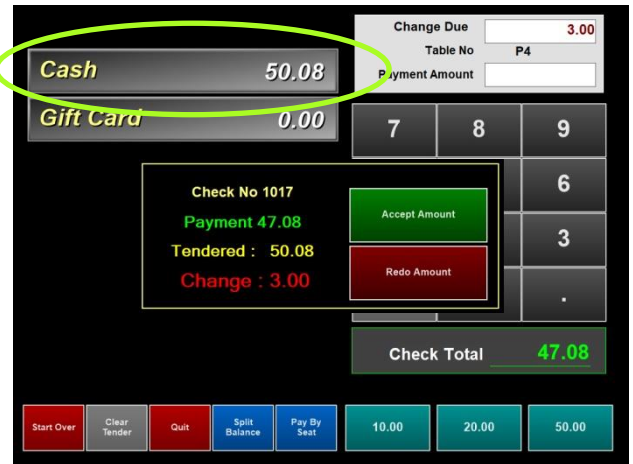 Change Due 3.00
Table No P4
Payment Amount
Cash 50.08
Gift Card 0.00
7 8 9
6
3
.
Check No 1017
Payment 47.08
Tendered : 50.08
Change : 3.00
Accept Amount
Redo Amount
Check Total 47.08
Start Over
Clear Tender
Quit
Split Balance
Pay By Seat
10.00
20.00
50.00